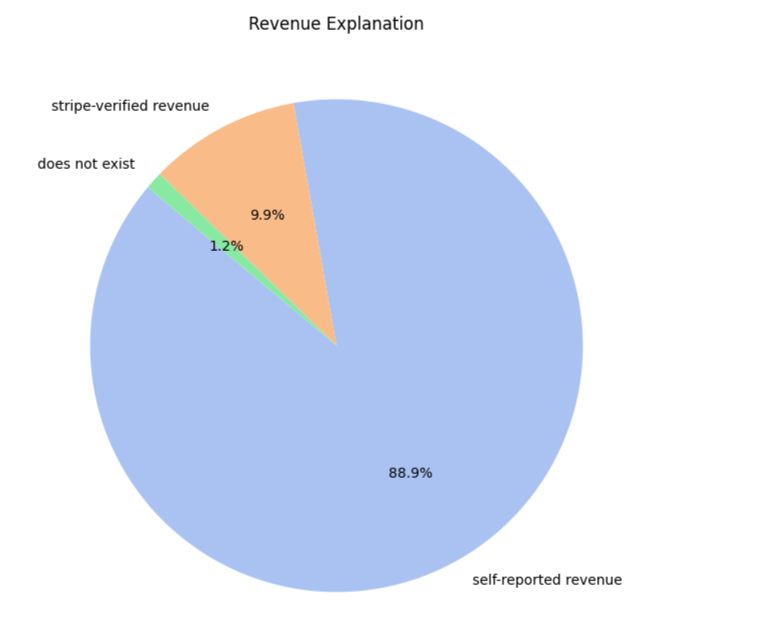 Revenue Explanation
stripe-verified revenue
does not exist
9.9%
1.2%
88.9%
self-reported revenue